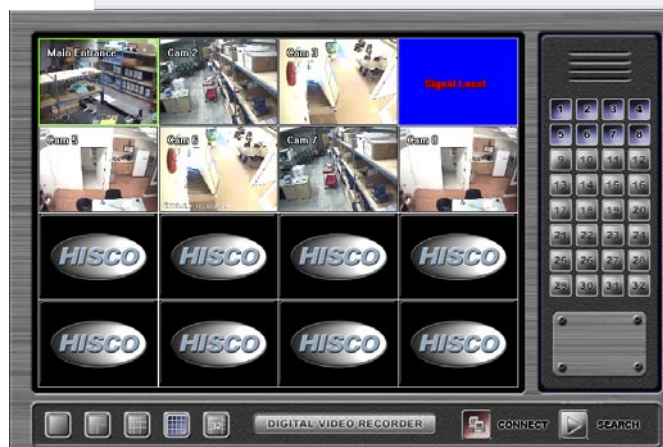 Main Entrance
Cam 2
Cam 3
Signal Loss!
Cam 5
Cam 6
Cam 7
Cam 8
HISCO
HISCO
HISCO
HISCO
HISCO
HISCO
HISCO
HISCO
1 2 3 4
5 6 7 8
9 10 11 12
13 14 15 16
17 18 19 20
21 22 23 24
25 26 27 28
29 30 31 32
32
DIGITAL VIDEO RECORDER
CONNECT
SEARCH